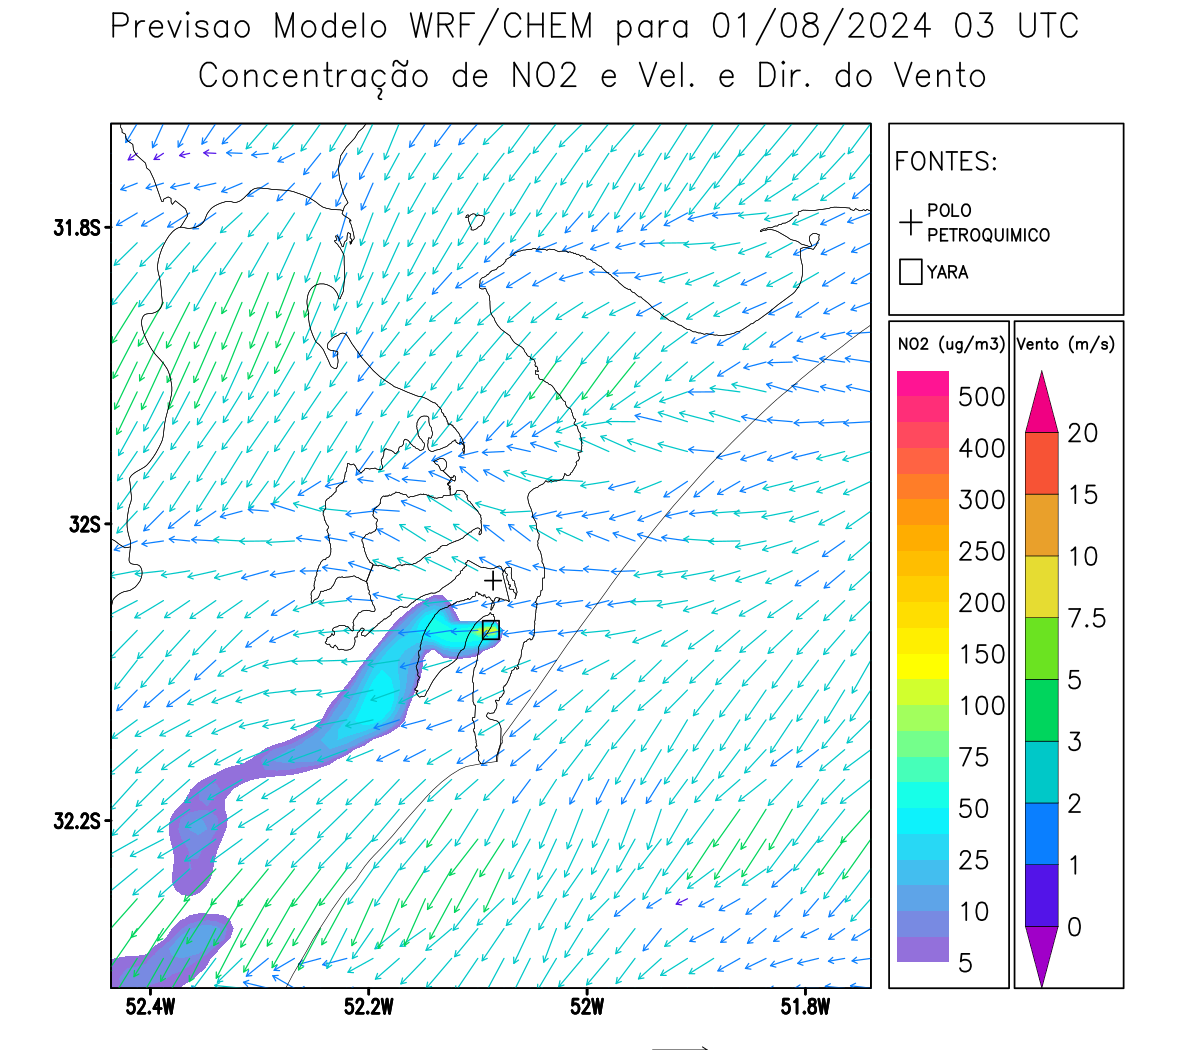 Previsao Modelo WRF/CHEM para 01/08/2024 03 UTC
Concentração de NO2 e Vel. e Dir. do Vento
FONTES:
POLO
PETROQUIMICO
YARA
NO2 (ug/m3)
500
400
300
250
200
150
100
75
50
25
10
5
Vento (m/s)
20
15
10
7.5
5
3
2
1
0
31.8S
32S
32.2S
52.4W
52.2W
52W
51.8W